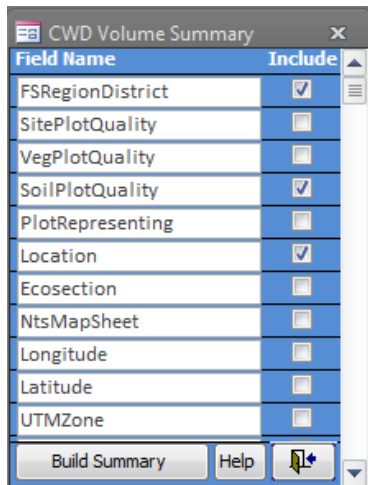 CWD Volume Summary
Field Name Include
FSRegionDistrict
SitePlotQuality
VegPlotQuality
SoilPlotQuality
PlotRepresenting
Location
Ecosection
NtsMapSheet
Longitude
Latitude
UTMZone
Build Summary Help